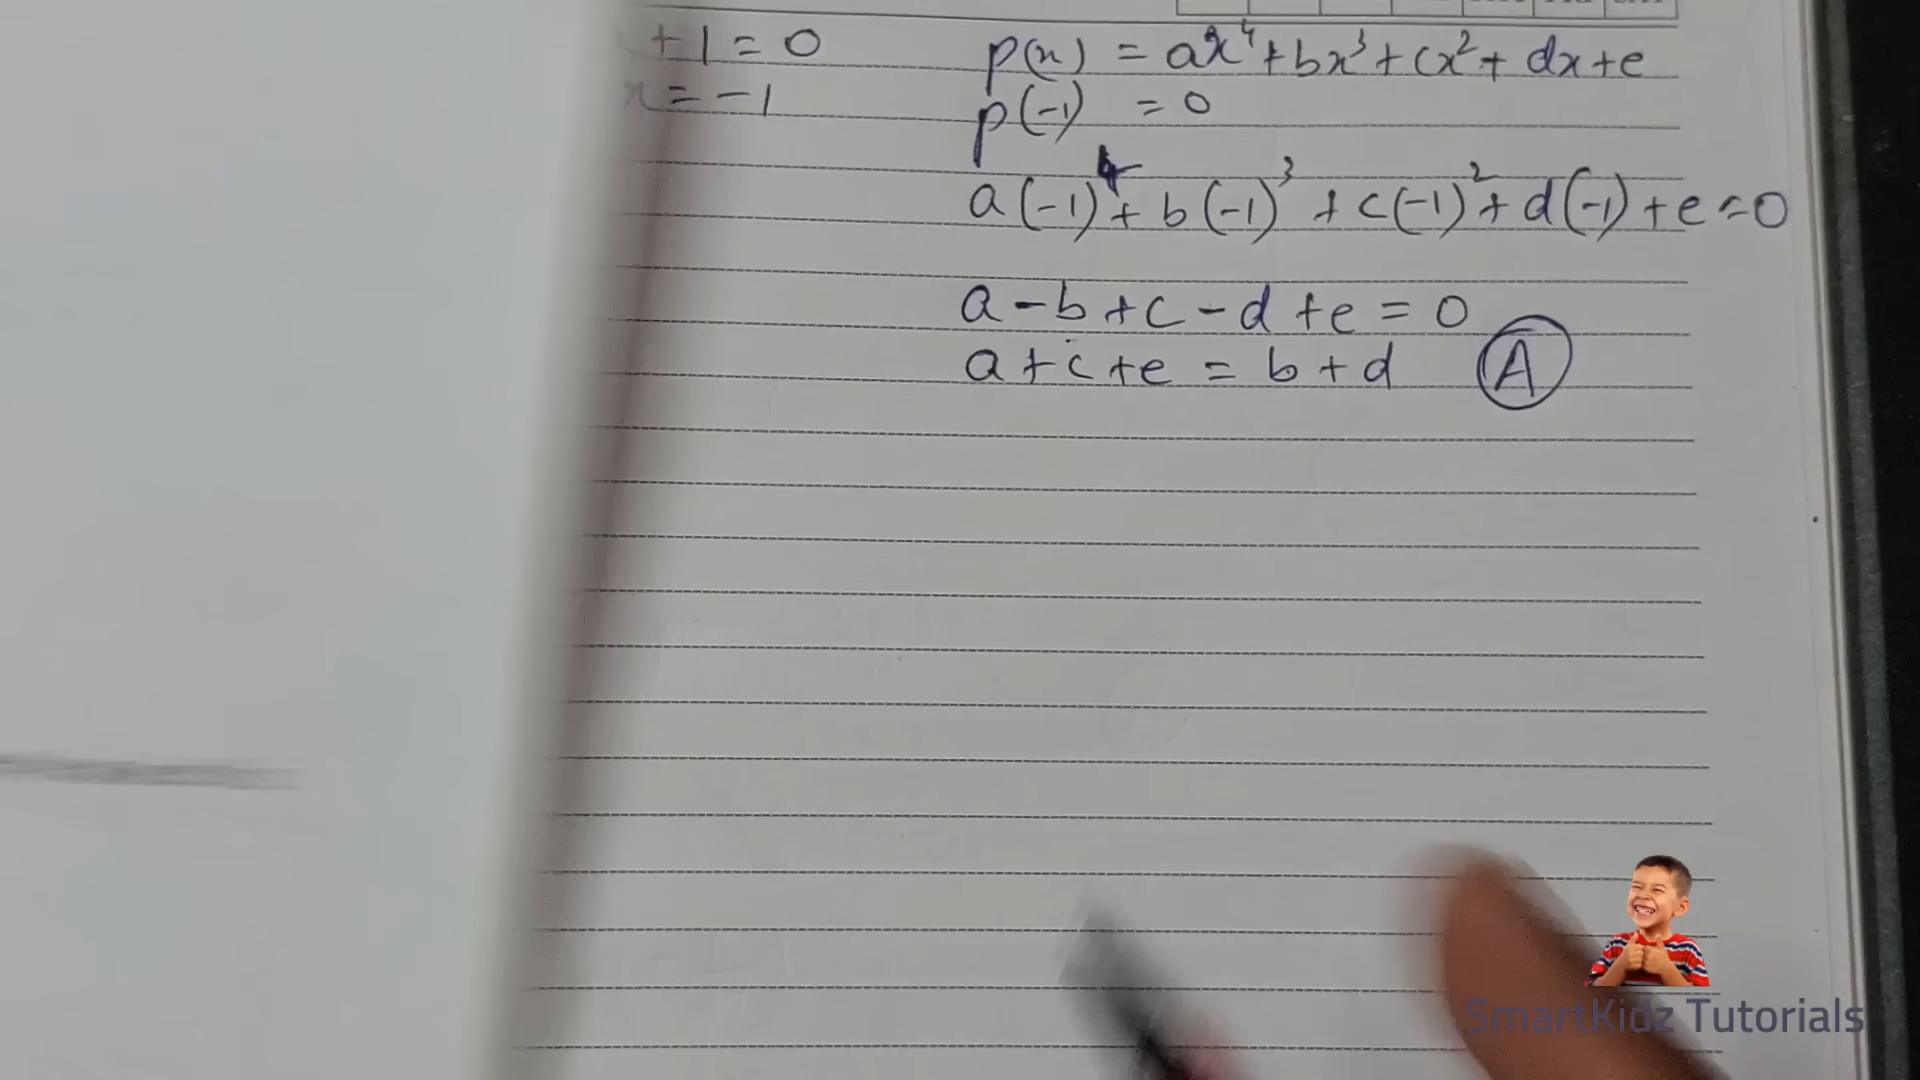 +1=0
x=-1
p(x) = ax⁴+bx³+cx²+dx+e
p(-1) = 0
a(-1)⁴+b(-1)³+c(-1)²+d(-1)+e=0
a-b+c-d+e=0
a+c+e=b+d (A)
SmartKidz Tutorials